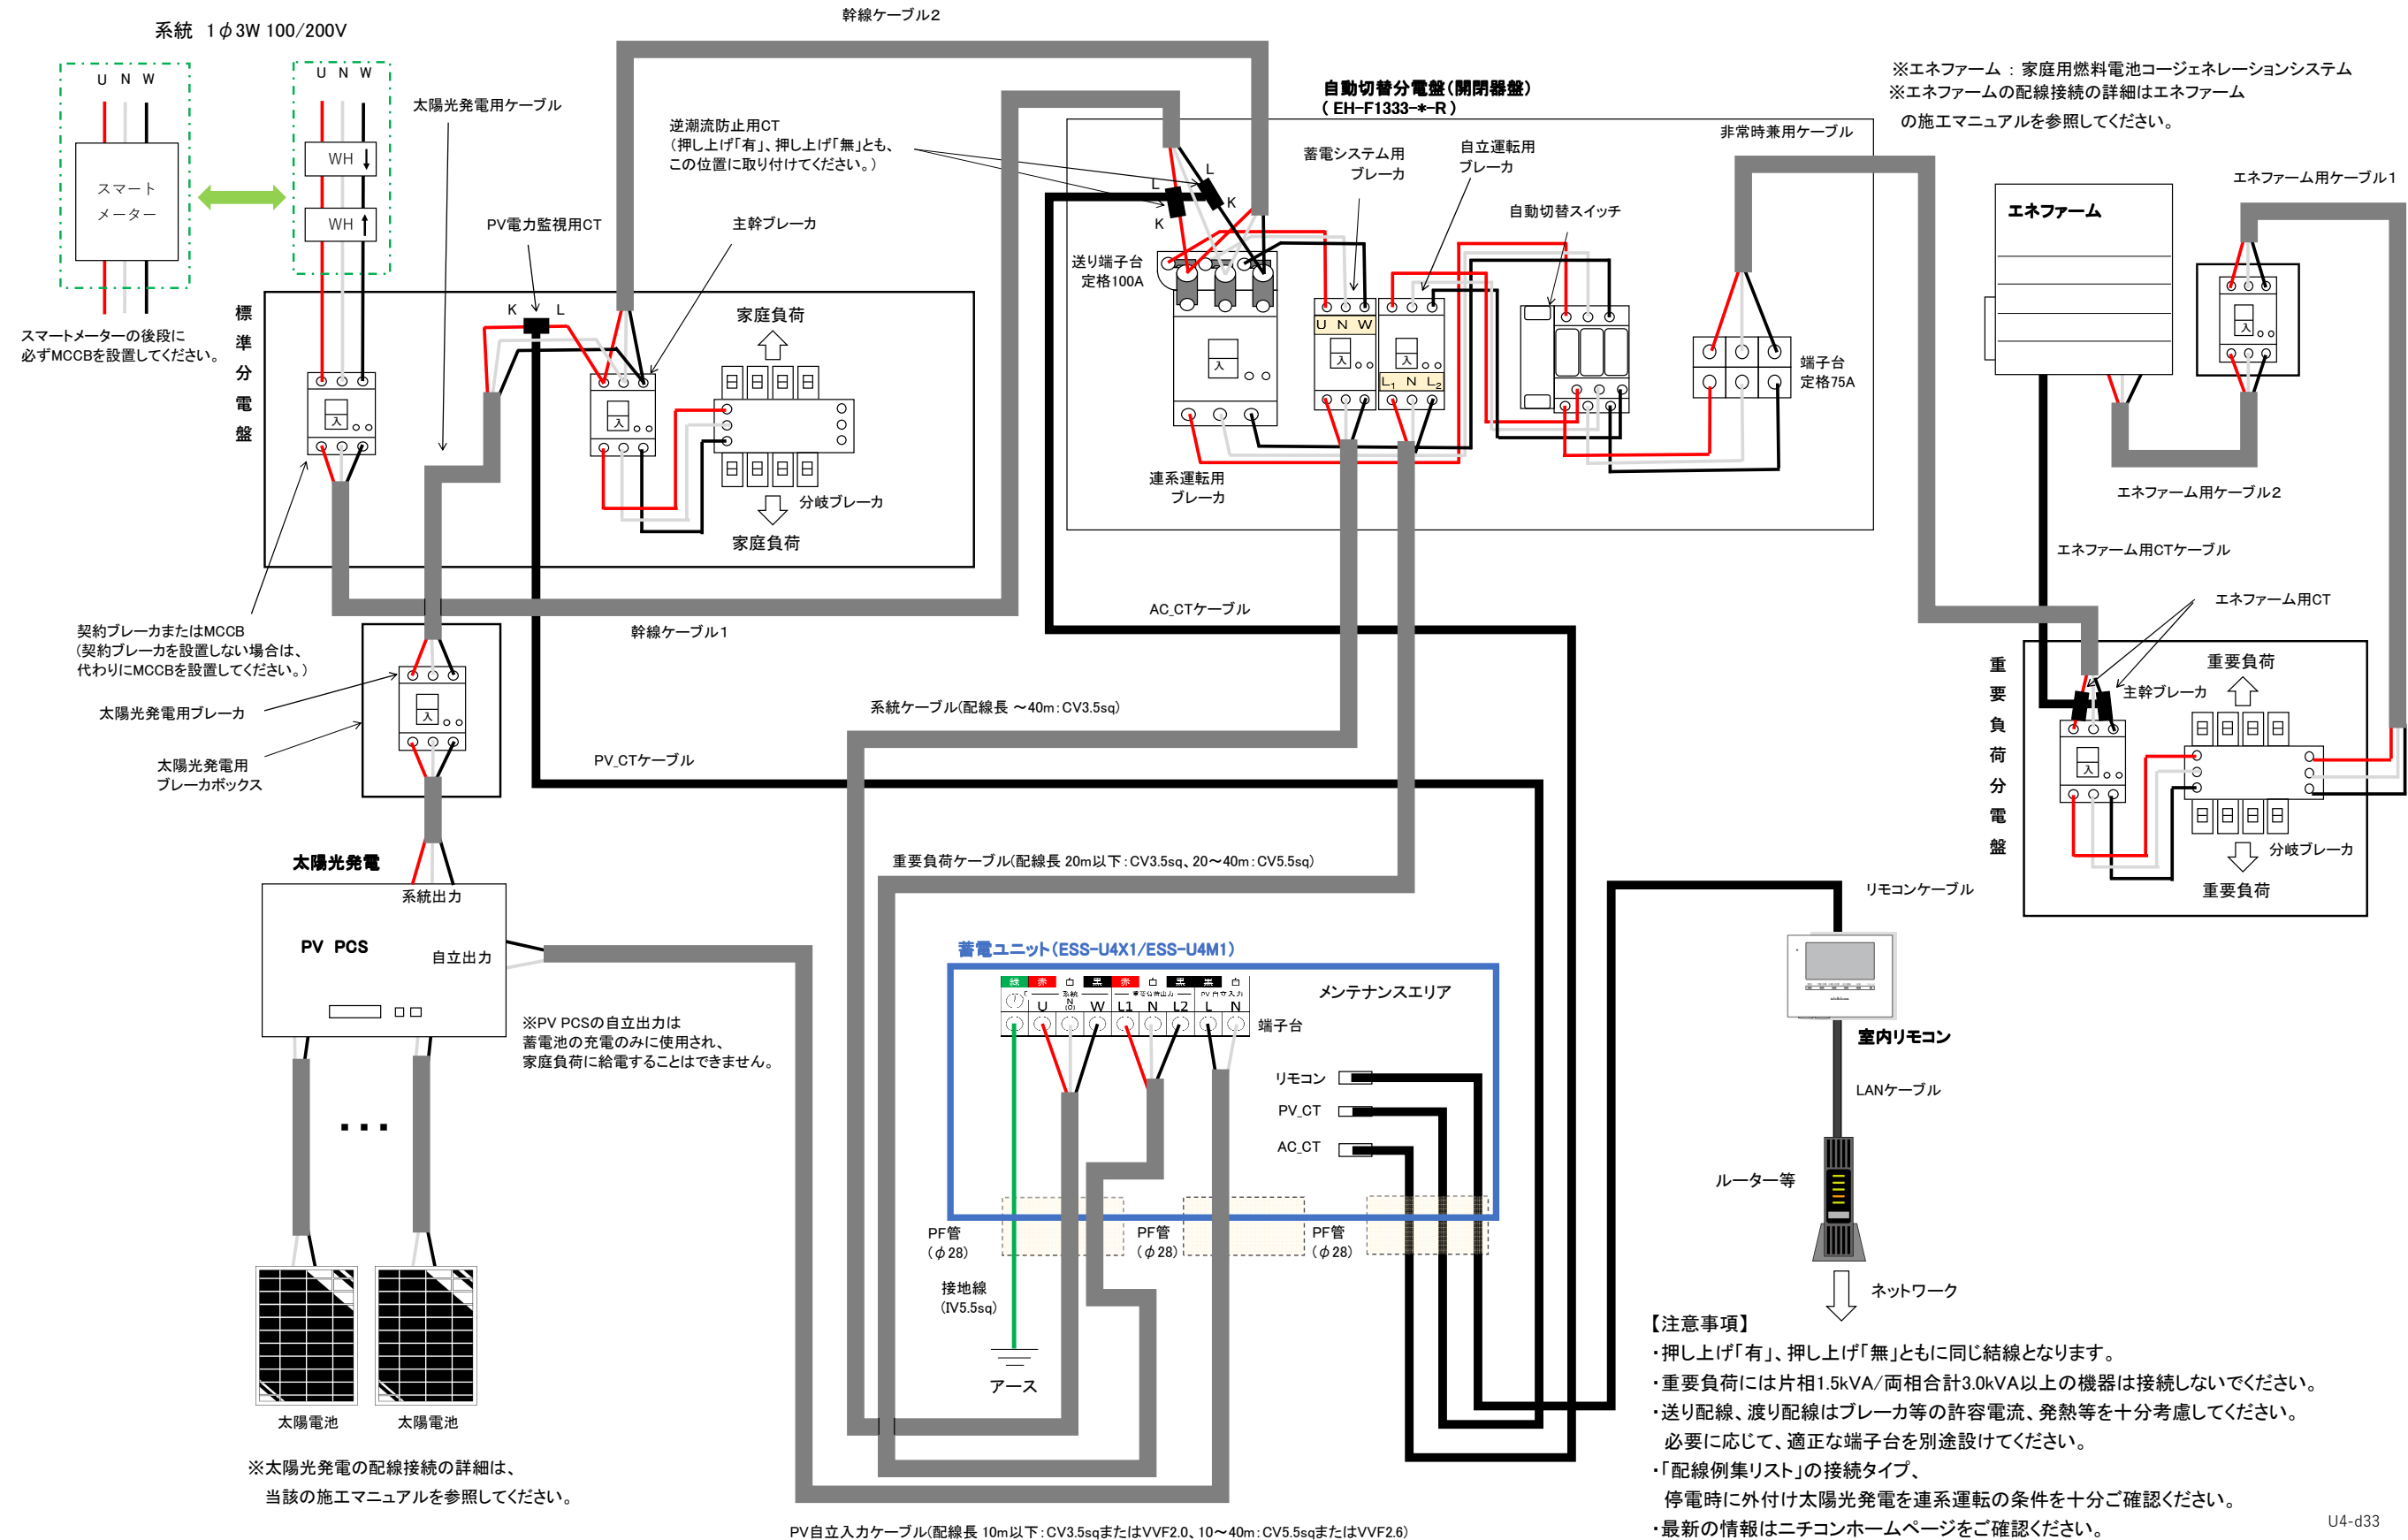 系統 1φ3W 100/200V
U N W
スマート
メーター
U N W
WH
WH
スマートメーターの後段に
必ずMCCBを設置してください。
標準分電盤
太陽光発電用ケーブル
幹線ケーブル2
逆潮流防止用CT
(押し上げ「有」、押し上げ「無」とも、
この位置に取り付けてください。)
PV電力監視用CT
主幹ブレーカ
K L
入
入
家庭負荷
分岐ブレーカ
家庭負荷
契約ブレーカまたはMCCB
(契約ブレーカを設置しない場合は、
代わりにMCCBを設置してください。)
幹線ケーブル1
太陽光発電用ブレーカ
入
太陽光発電用
ブレーカボックス
太陽光発電
系統出力
PV PCS
自立出力
※PV PCSの自立出力は
蓄電池の充電のみに使用され、
家庭負荷に給電することはできません。
太陽電池
太陽電池
※太陽光発電の配線接続の詳細は、
当該の施工マニュアルを参照してください。
自動切替分電盤(開閉器盤)
( EH-F1333-*-R )
L
L
K
K
送り端子台
定格100A
蓄電システム用
ブレーカ
自立運転用
ブレーカ
自動切替スイッチ
非常時兼用ケーブル
入
U N W
入
入
L1 N L2
端子台
定格75A
連系運転用
ブレーカ
AC_CTケーブル
系統ケーブル(配線長 ～40m:CV3.5sq)
PV_CTケーブル
重要負荷ケーブル(配線長 20m以下:CV3.5sq、20～40m:CV5.5sq)
蓄電ユニット(ESS-U4X1/ESS-U4M1)
緑 赤 白 黒 赤 白 黒 黒 白
E 系統 重要負荷出力 PV自立入力
U N(O) W L1 N L2 L N
メンテナンスエリア
端子台
リモコン
PV_CT
AC_CT
PF管
(φ28)
PF管
(φ28)
PF管
(φ28)
接地線
(IV5.5sq)
アース
PV自立入力ケーブル(配線長 10m以下:CV3.5sqまたはVVF2.0、10～40m:CV5.5sqまたはVVF2.6)
※エネファーム : 家庭用燃料電池コージェネレーションシステム
※エネファームの配線接続の詳細はエネファーム
の施工マニュアルを参照してください。
エネファーム用ケーブル1
エネファーム
入
エネファーム用ケーブル2
エネファーム用CTケーブル
エネファーム用CT
重要負荷分電盤
重要負荷
主幹ブレーカ
入
分岐ブレーカ
重要負荷
リモコンケーブル
室内リモコン
LANケーブル
ルーター等
ネットワーク
【注意事項】
・押し上げ「有」、押し上げ「無」ともに同じ結線となります。
・重要負荷には片相1.5kVA/両相合計3.0kVA以上の機器は接続しないでください。
・送り配線、渡り配線はブレーカ等の許容電流、発熱等を十分考慮してください。
必要に応じて、適正な端子台を別途設けてください。
・「配線例集リスト」の接続タイプ、
停電時に外付け太陽光発電を連系運転の条件を十分ご確認ください。
・最新の情報はニチコンホームページをご確認ください。
U4-d33